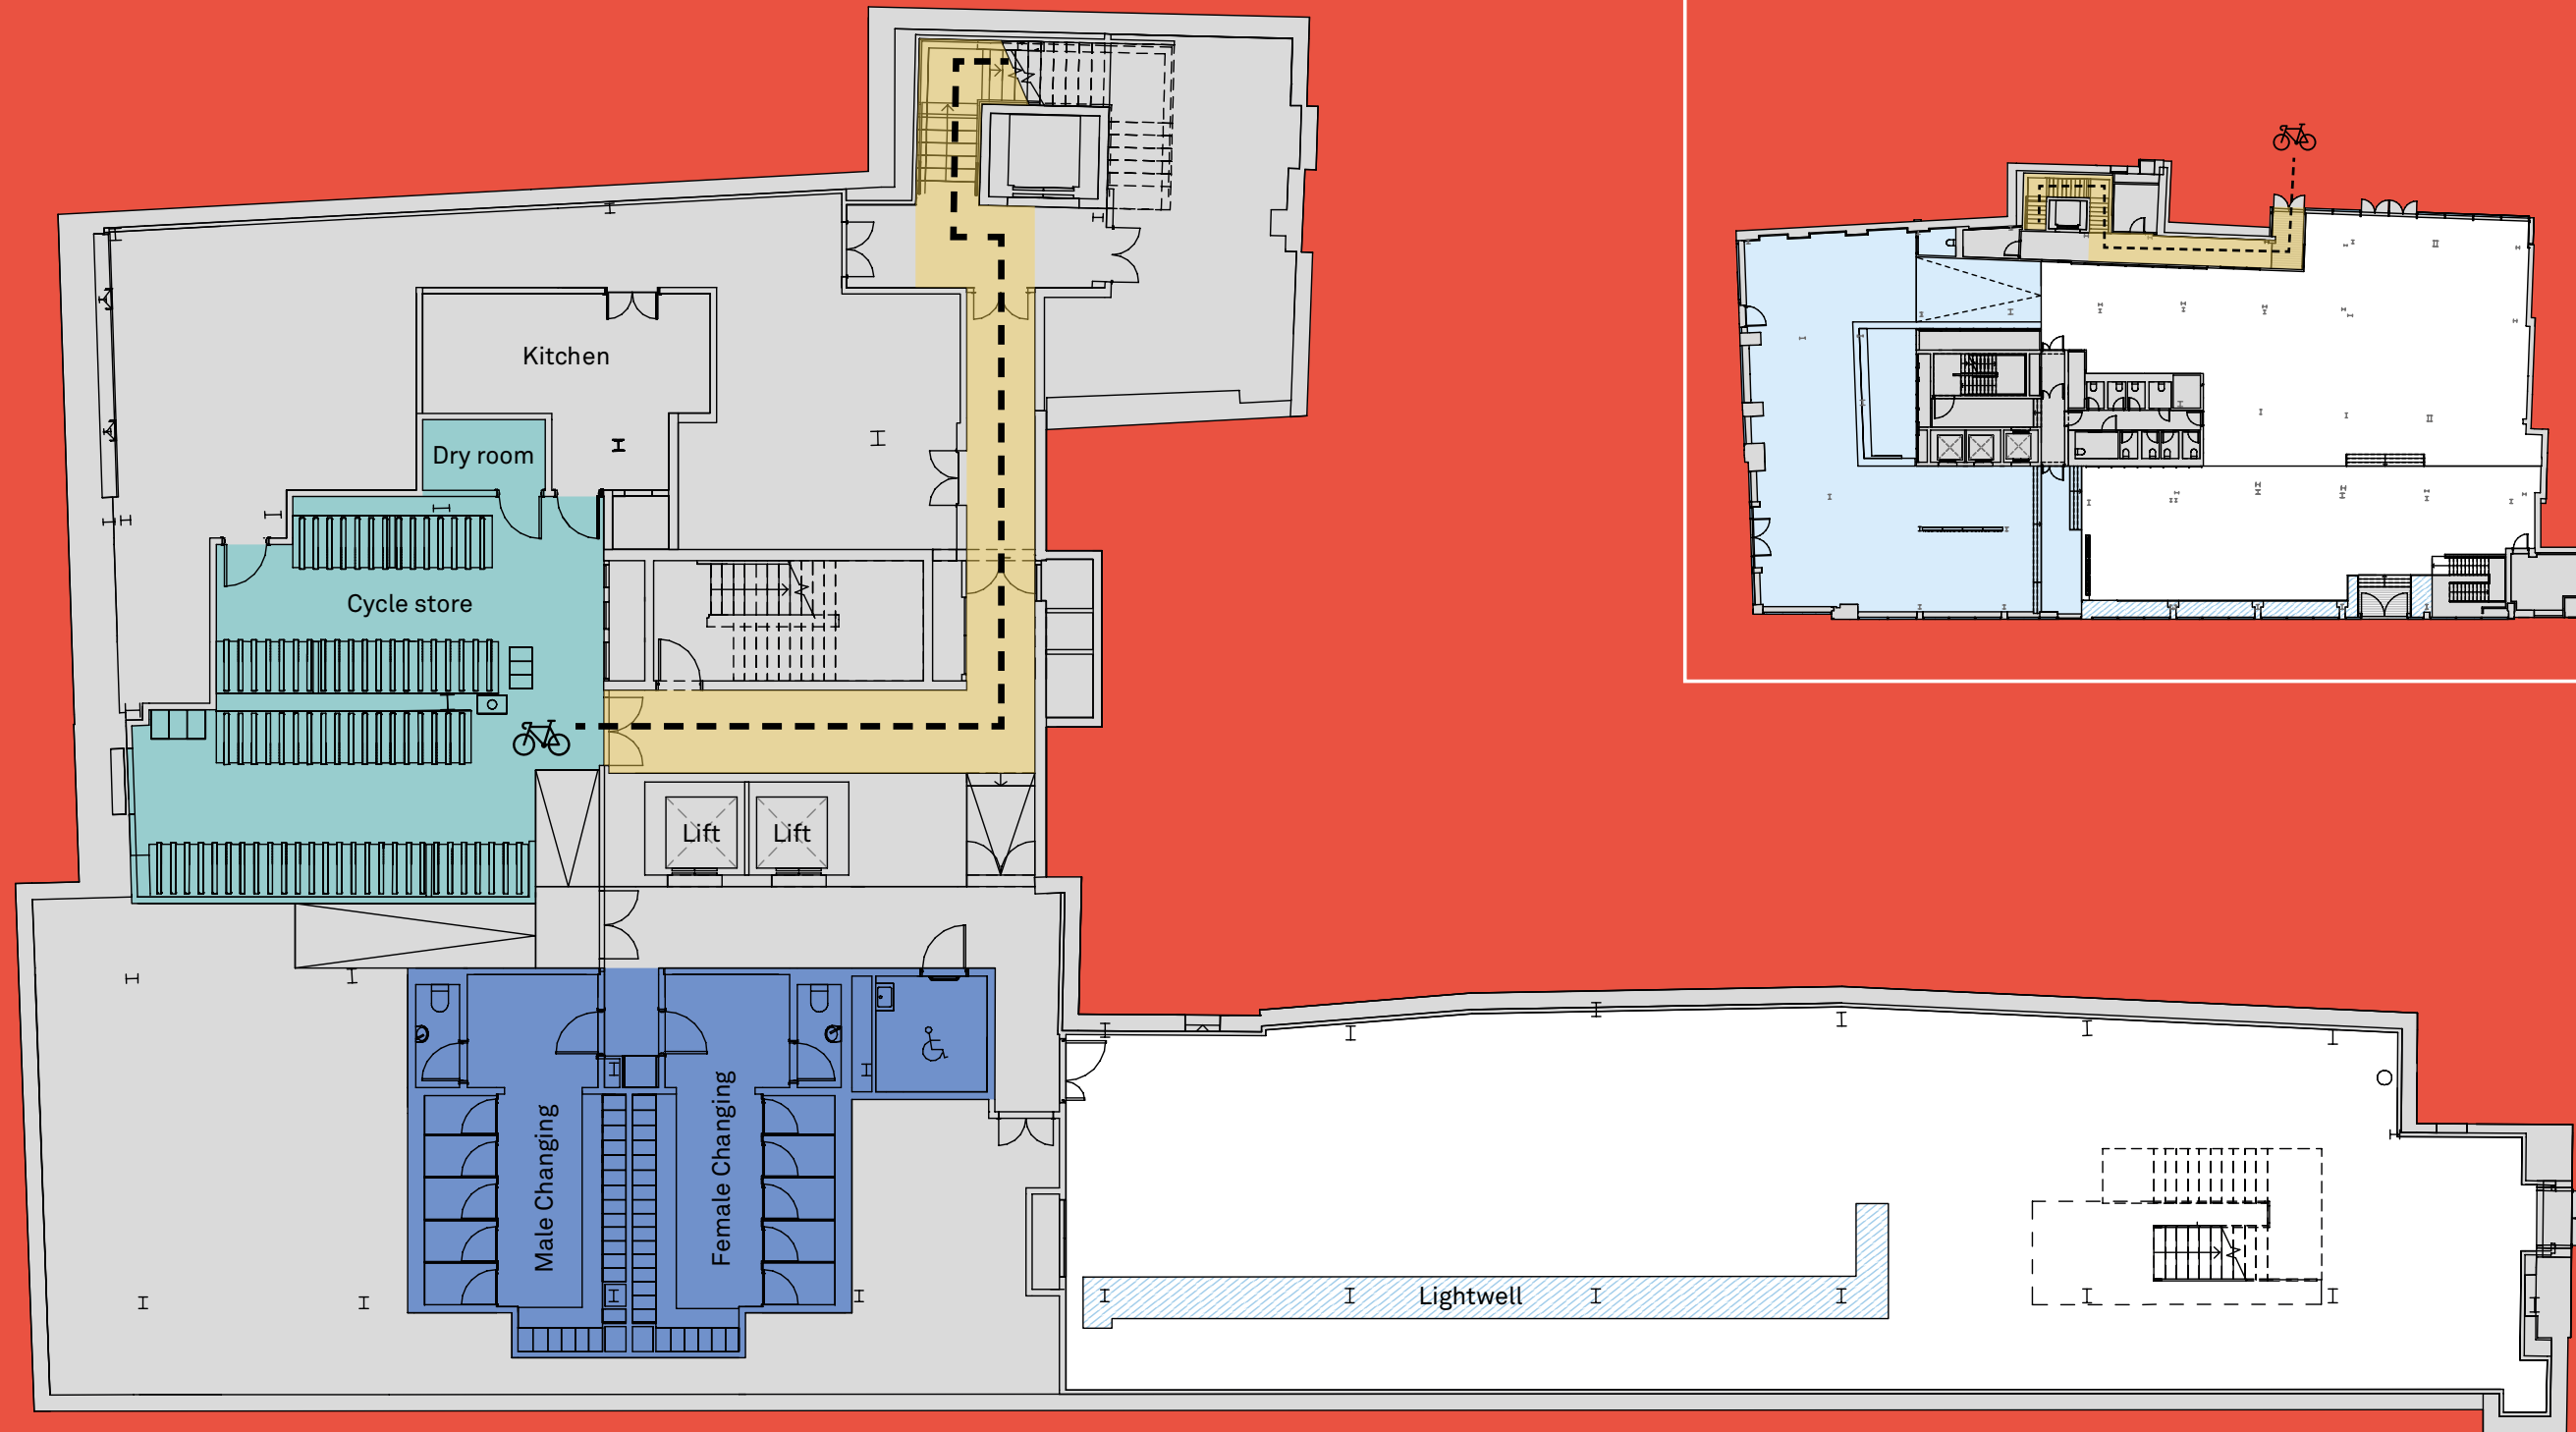 Kitchen
Dry room
Cycle store
Lift
Lift
Male Changing
Female Changing
Lightwell